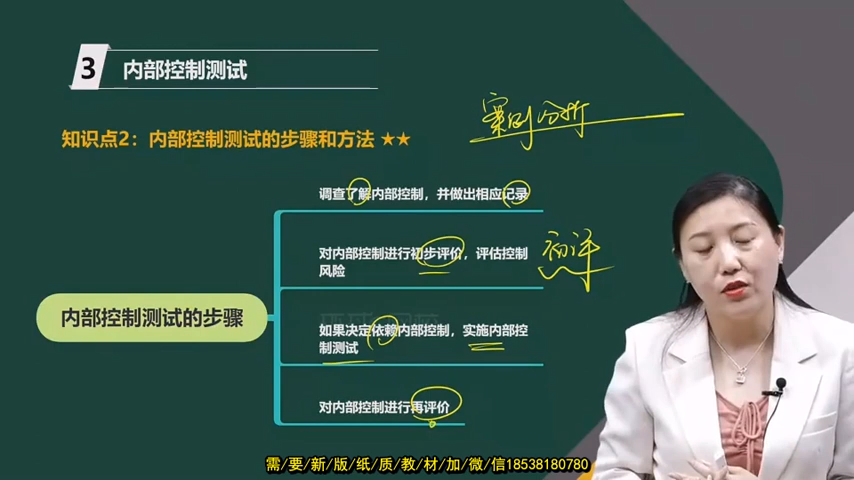 3 内部控制测试
案例分析
知识点2：内部控制测试的步骤和方法 ★★
调查了解内部控制，并做出相应记录
对内部控制进行初步评价，评估控制
风险
初评
内部控制测试的步骤
如果决定依赖内部控制，实施内部控
制测试
对内部控制进行再评价
需/要/新/版/纸/质/教/材/加/微/信18538180780